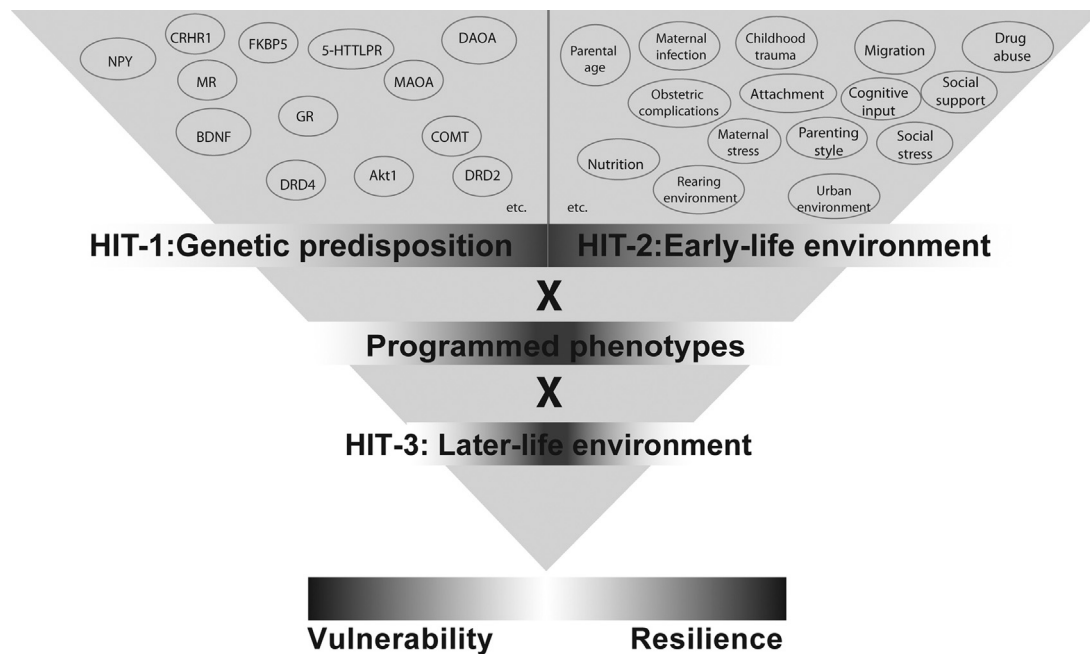 NPY
CRHR1
FKBP5
5-HTTLPR
DAOA
MR
MAOA
GR
BDNF
COMT
DRD4
Akt1
DRD2
etc.
Parental
age
Maternal
infection
Childhood
trauma
Migration
Drug
abuse
Obstetric
complications
Attachment
Cognitive
input
Social
support
Maternal
stress
Parenting
style
Social
stress
Nutrition
Rearing
environment
Urban
environment
etc.
HIT-1:Genetic predisposition
HIT-2:Early-life environment
X
Programmed phenotypes
X
HIT-3: Later-life environment
Vulnerability
Resilience